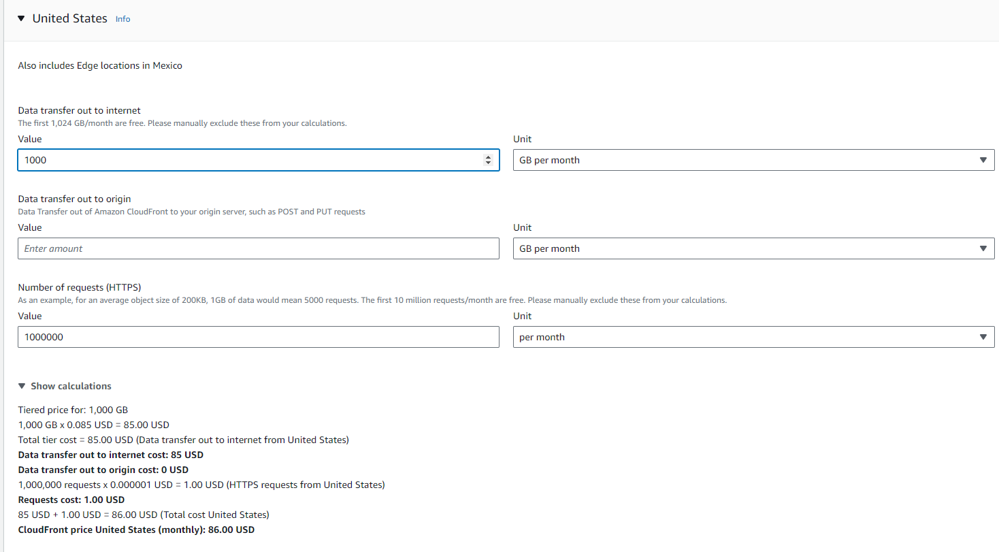 United States Info
Also includes Edge locations in Mexico
Data transfer out to internet
The first 1,024 GB/month are free. Please manually exclude these from your calculations.
Value Unit
1000 GB per month
Data transfer out to origin
Data Transfer out of Amazon CloudFront to your origin server, such as POST and PUT requests
Value Unit
Enter amount GB per month
Number of requests (HTTPS)
As an example, for an average object size of 200KB, 1GB of data would mean 5000 requests. The first 10 million requests/month are free. Please manually exclude these from your calculations.
Value Unit
1000000 per month
Show calculations
Tiered price for: 1,000 GB
1,000 GB x 0.085 USD = 85.00 USD
Total tier cost = 85.00 USD (Data transfer out to internet from United States)
Data transfer out to internet cost: 85 USD
Data transfer out to origin cost: 0 USD
1,000,000 requests x 0.000001 USD = 1.00 USD (HTTPS requests from United States)
Requests cost: 1.00 USD
85 USD + 1.00 USD = 86.00 USD (Total cost United States)
CloudFront price United States (monthly): 86.00 USD